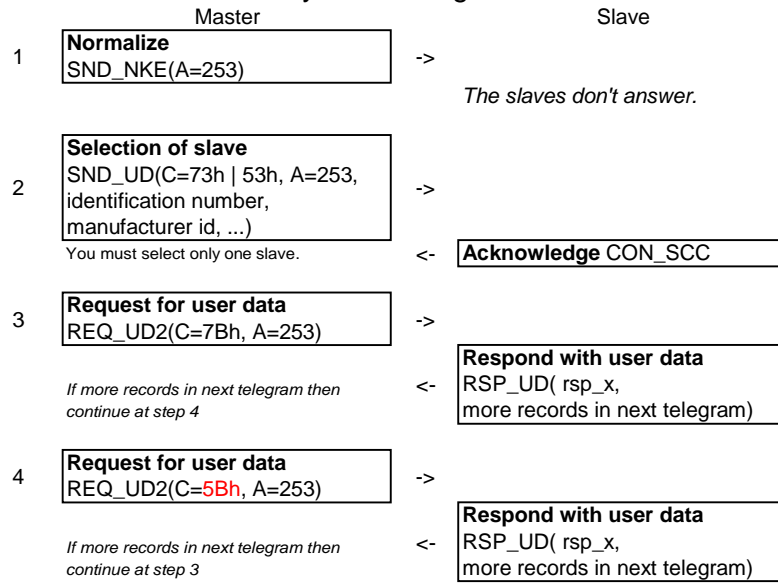 Master Slave
Normalize
1 SND_NKE(A=253) ->
The slaves don't answer.
Selection of slave
SND_UD(C=73h | 53h, A=253,
2 identification number, ->
manufacturer id, ...)
You must select only one slave. <- Acknowledge CON_SCC
Request for user data
3 REQ_UD2(C=7Bh, A=253) ->
Respond with user data
If more records in next telegram then <- RSP_UD( rsp_x,
continue at step 4 more records in next telegram)
Request for user data
4 REQ_UD2(C=5Bh, A=253) ->
Respond with user data
If more records in next telegram then <- RSP_UD( rsp_x,
continue at step 3 more records in next telegram)